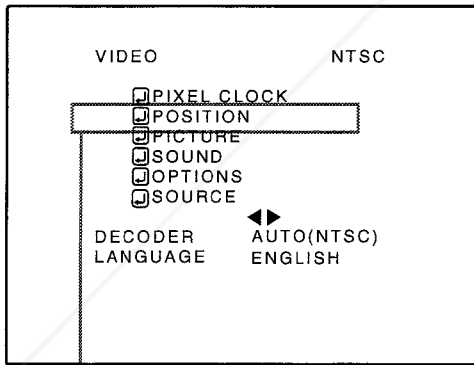 VIDEO NTSC
PIXEL CLOCK
POSITION
PICTURE
SOUND
OPTIONS
SOURCE
DECODER AUTO(NTSC)
LANGUAGE ENGLISH